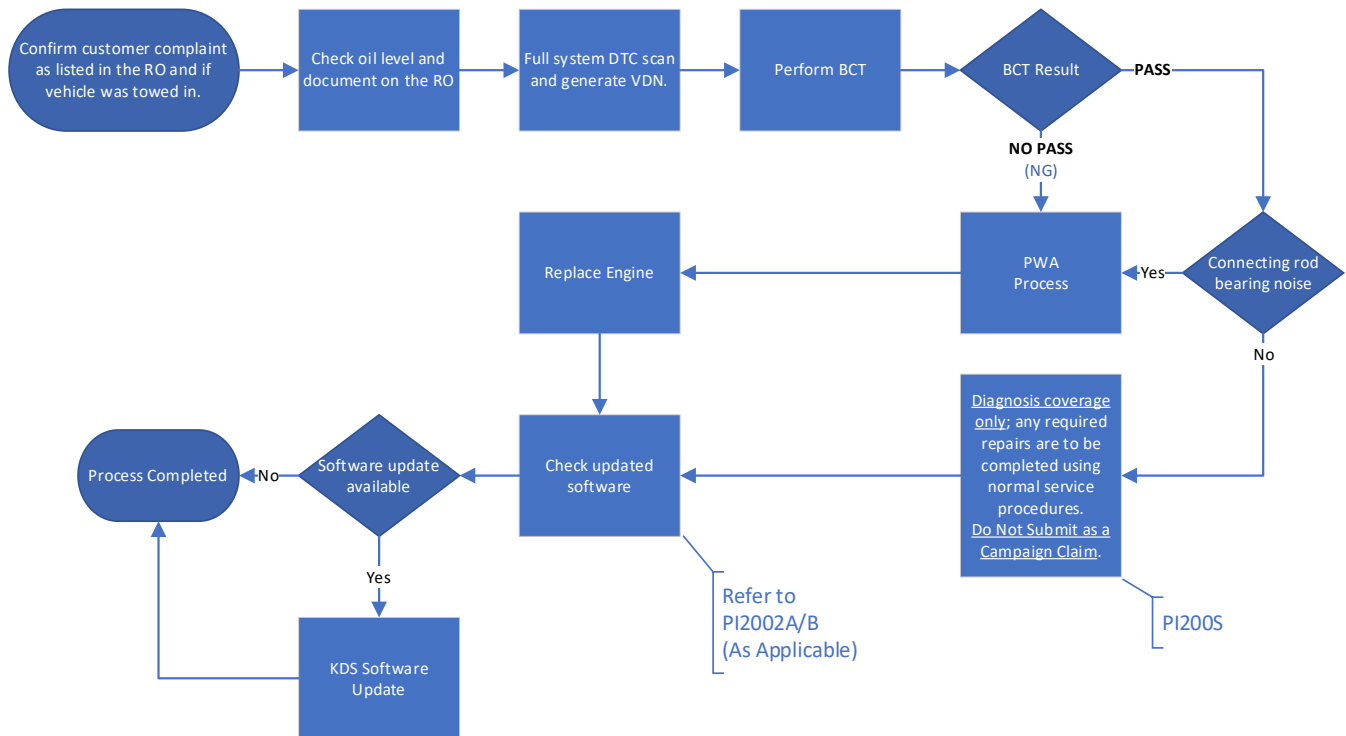 Confirm customer complaint
as listed in the RO and if
vehicle was towed in.
Check oil level and
document on the RO
Full system DTC scan
and generate VDN.
Perform BCT
BCT Result
PASS
NO PASS
(NG)
Replace Engine
PWA
Process
Yes
Connecting rod
bearing noise
No
Process Completed
No
Software update
available
Check updated
software
Diagnosis coverage
only; any required
repairs are to be
completed using
normal service
procedures.
Do Not Submit as a
Campaign Claim.
Yes
Refer to
PI2002A/B
(As Applicable)
PI200S
KDS Software
Update